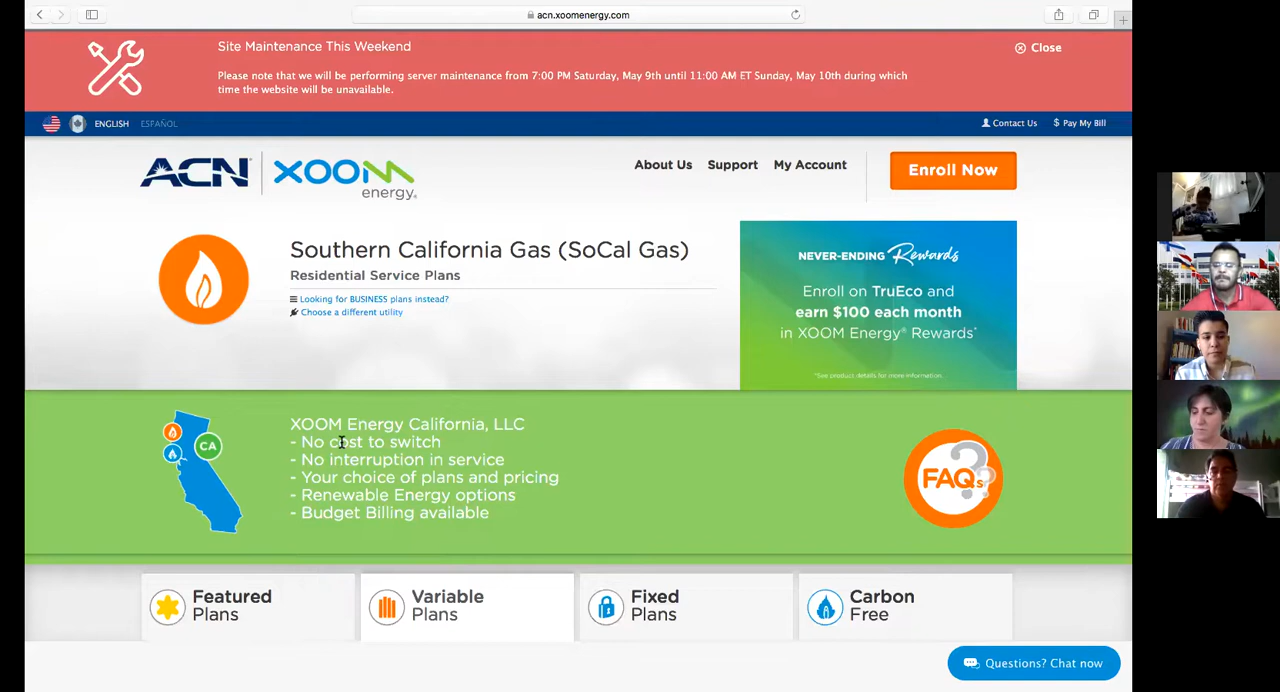 acn.xoomenergy.com
Site Maintenance This Weekend
Close
Please note that we will be performing server maintenance from 7:00 PM Saturday, May 9th until 11:00 AM ET Sunday, May 10th during which
time the website will be unavailable.
ENGLISH ESPAÑOL
Contact Us $ Pay My Bill
ACN XOOM energy
About Us Support My Account
Enroll Now
Southern California Gas (SoCal Gas)
Residential Service Plans
Looking for BUSINESS plans instead?
Choose a different utility
NEVER-ENDING Rewards
Enroll on TruEco and
earn $100 each month
in XOOM Energy® Rewards*
*See product details for more information.
CA
XOOM Energy California, LLC
- No cost to switch
- No interruption in service
- Your choice of plans and pricing
- Renewable Energy options
- Budget Billing available
FAQs ?
Featured
Plans
Variable
Plans
Fixed
Plans
Carbon
Free
Questions? Chat now